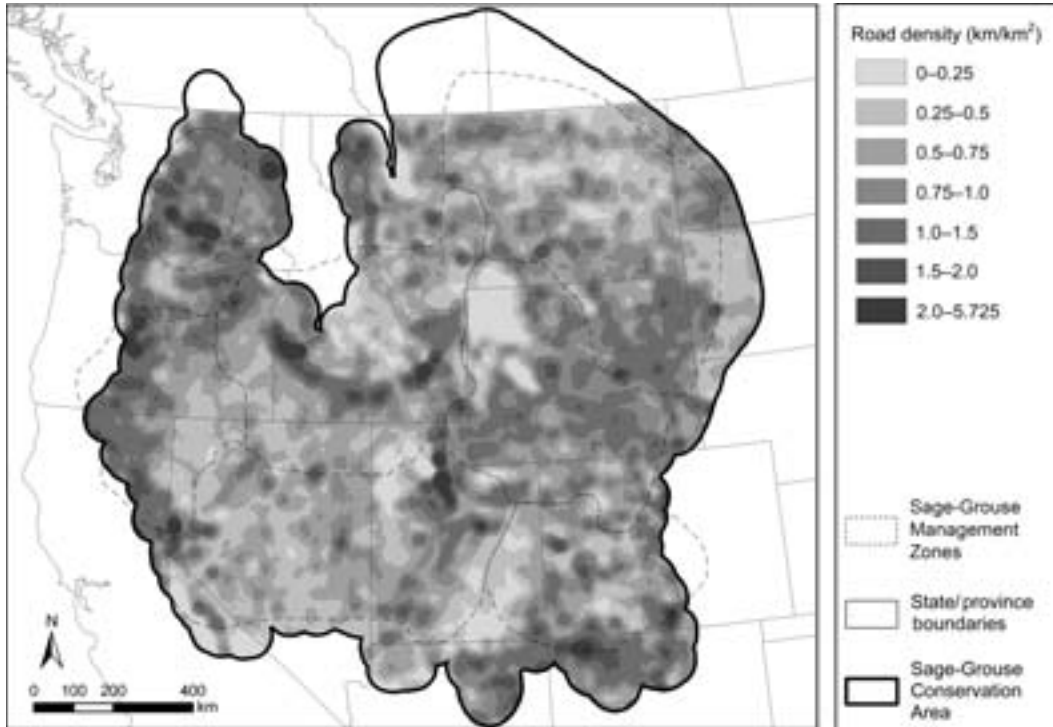 Road density (km/km²)
0–0.25
0.25–0.5
0.5–0.75
0.75–1.0
1.0–1.5
1.5–2.0
2.0–5.725
Sage-Grouse
Management
Zones
State/province
boundaries
Sage-Grouse
Conservation
Area
N
0 100 200 400
km